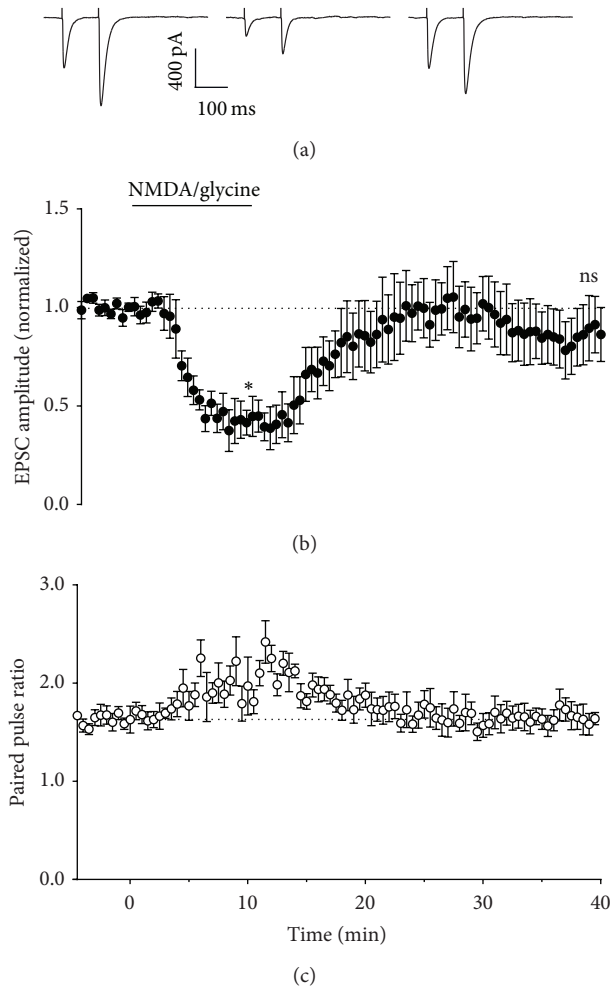 400 pA
100 ms
(a)
NMDA/glycine
1.5
1.0
0.5
0.0
EPSC amplitude (normalized)
*
ns
(b)
3.0
2.0
1.0
0.0
Paired pulse ratio
0
10
20
30
40
Time (min)
(c)